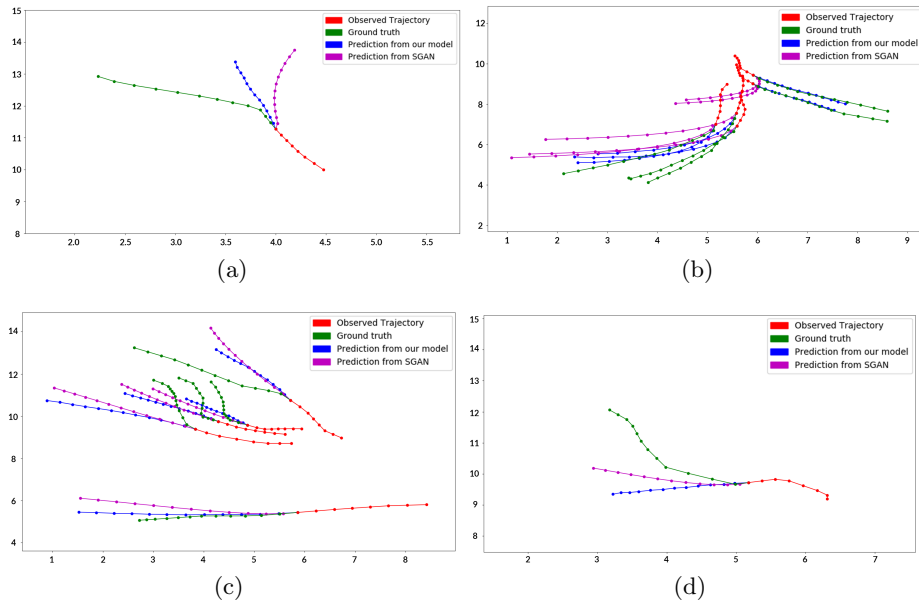 15
14
13
12
11
10
9
8
2.0 2.5 3.0 3.5 4.0 4.5 5.0 5.5
Observed Trajectory
Ground truth
Prediction from our model
Prediction from SGAN
(a)
12
10
8
6
4
2
1 2 3 4 5 6 7 8 9
Observed Trajectory
Ground truth
Prediction from our model
Prediction from SGAN
(b)
14
12
10
8
6
4
1 2 3 4 5 6 7 8
Observed Trajectory
Ground truth
Prediction from our model
Prediction from SGAN
(c)
15
14
13
12
11
10
9
8
2 3 4 5 6 7
Observed Trajectory
Ground truth
Prediction from our model
Prediction from SGAN
(d)